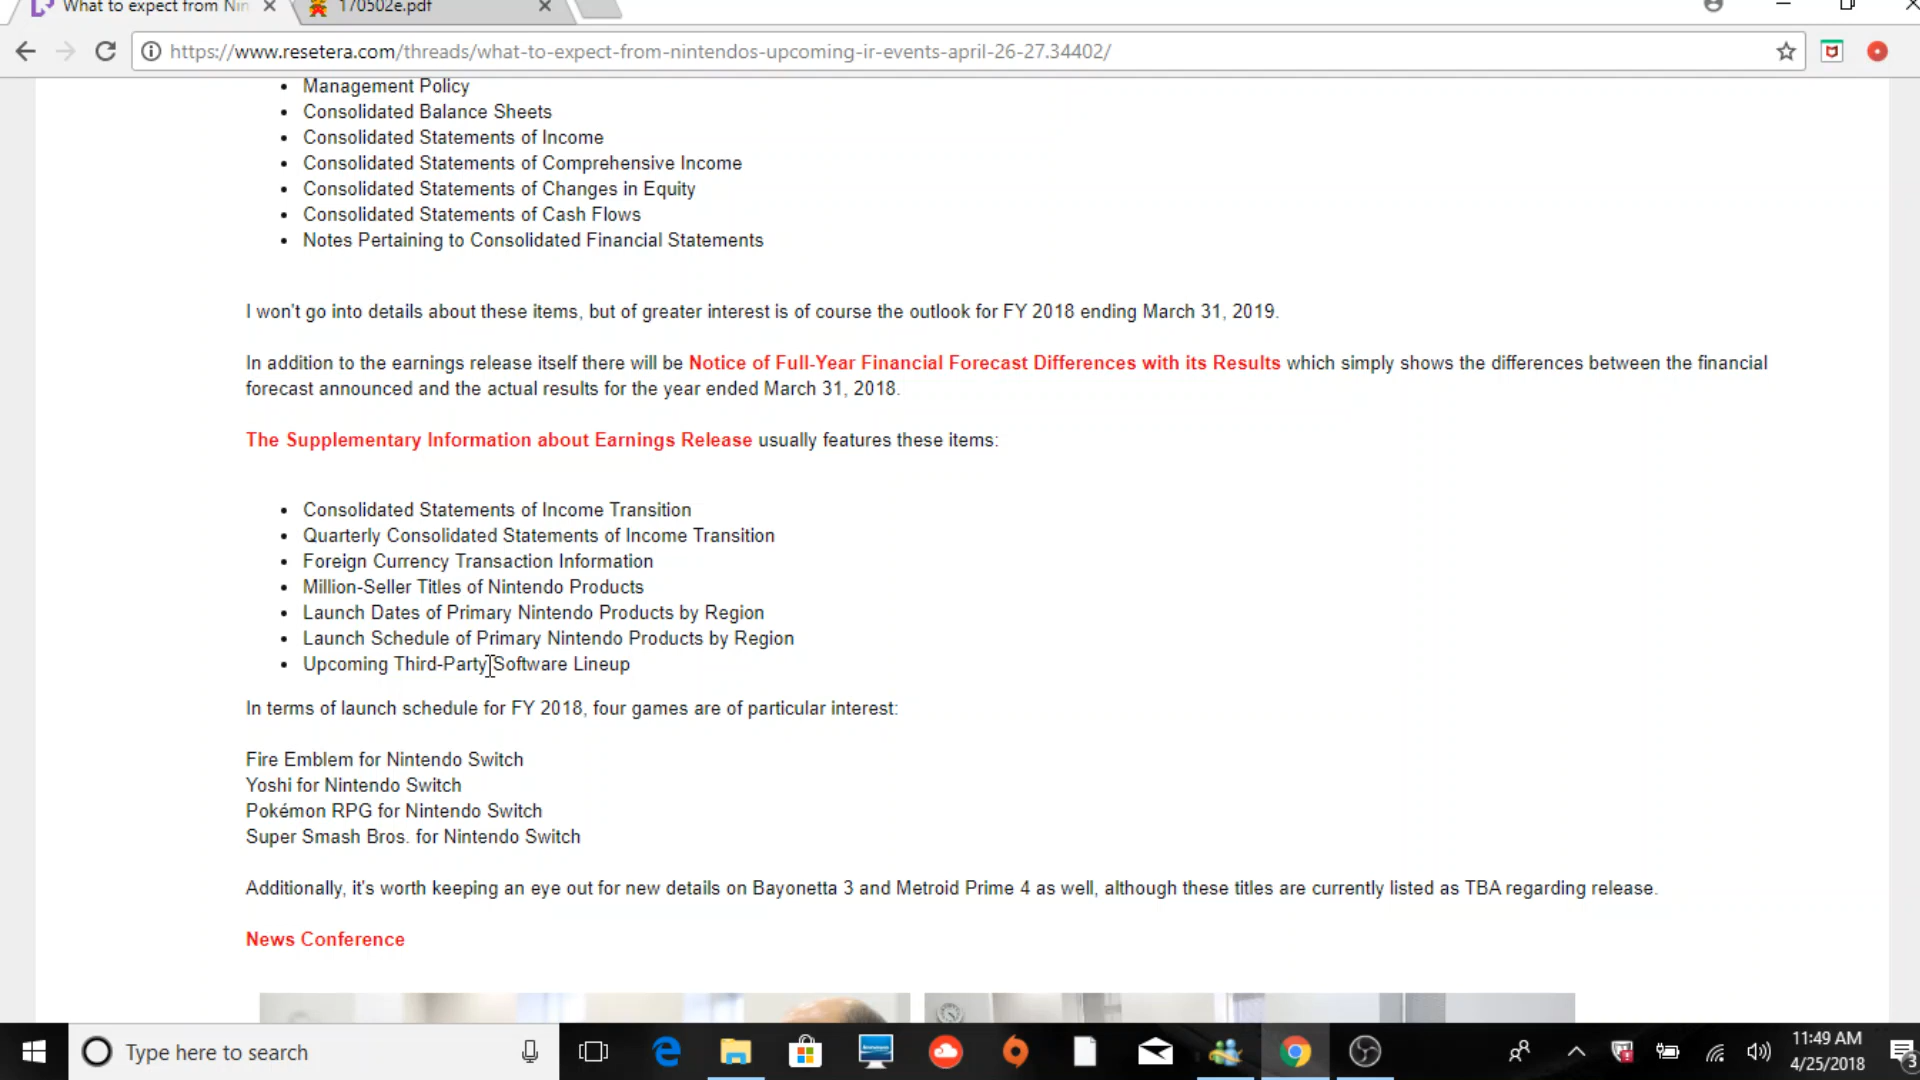 What to expect from Nin
170502e.pdf
https://www.resetera.com/threads/what-to-expect-from-nintendos-upcoming-ir-events-april-26-27.34402/
• Management Policy
• Consolidated Balance Sheets
• Consolidated Statements of Income
• Consolidated Statements of Comprehensive Income
• Consolidated Statements of Changes in Equity
• Consolidated Statements of Cash Flows
• Notes Pertaining to Consolidated Financial Statements
I won't go into details about these items, but of greater interest is of course the outlook for FY 2018 ending March 31, 2019.
In addition to the earnings release itself there will be Notice of Full-Year Financial Forecast Differences with its Results which simply shows the differences between the financial
forecast announced and the actual results for the year ended March 31, 2018.
The Supplementary Information about Earnings Release usually features these items:
• Consolidated Statements of Income Transition
• Quarterly Consolidated Statements of Income Transition
• Foreign Currency Transaction Information
• Million-Seller Titles of Nintendo Products
• Launch Dates of Primary Nintendo Products by Region
• Launch Schedule of Primary Nintendo Products by Region
• Upcoming Third-Party Software Lineup
In terms of launch schedule for FY 2018, four games are of particular interest:
Fire Emblem for Nintendo Switch
Yoshi for Nintendo Switch
Pokémon RPG for Nintendo Switch
Super Smash Bros. for Nintendo Switch
Additionally, it's worth keeping an eye out for new details on Bayonetta 3 and Metroid Prime 4 as well, although these titles are currently listed as TBA regarding release.
News Conference
Type here to search
11:49 AM
4/25/2018
3